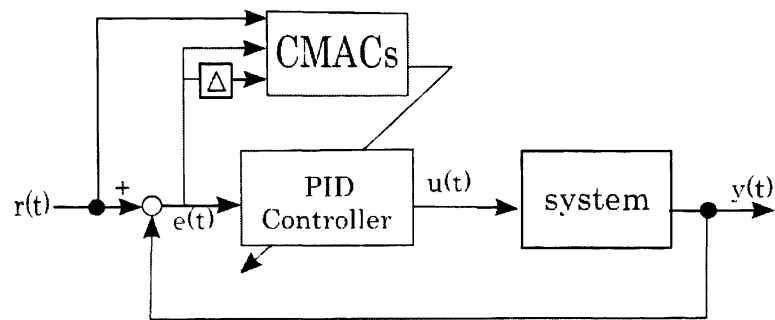 CMACs
Δ
PID
Controller
u(t)
system
y(t)
r(t)
+
e(t)